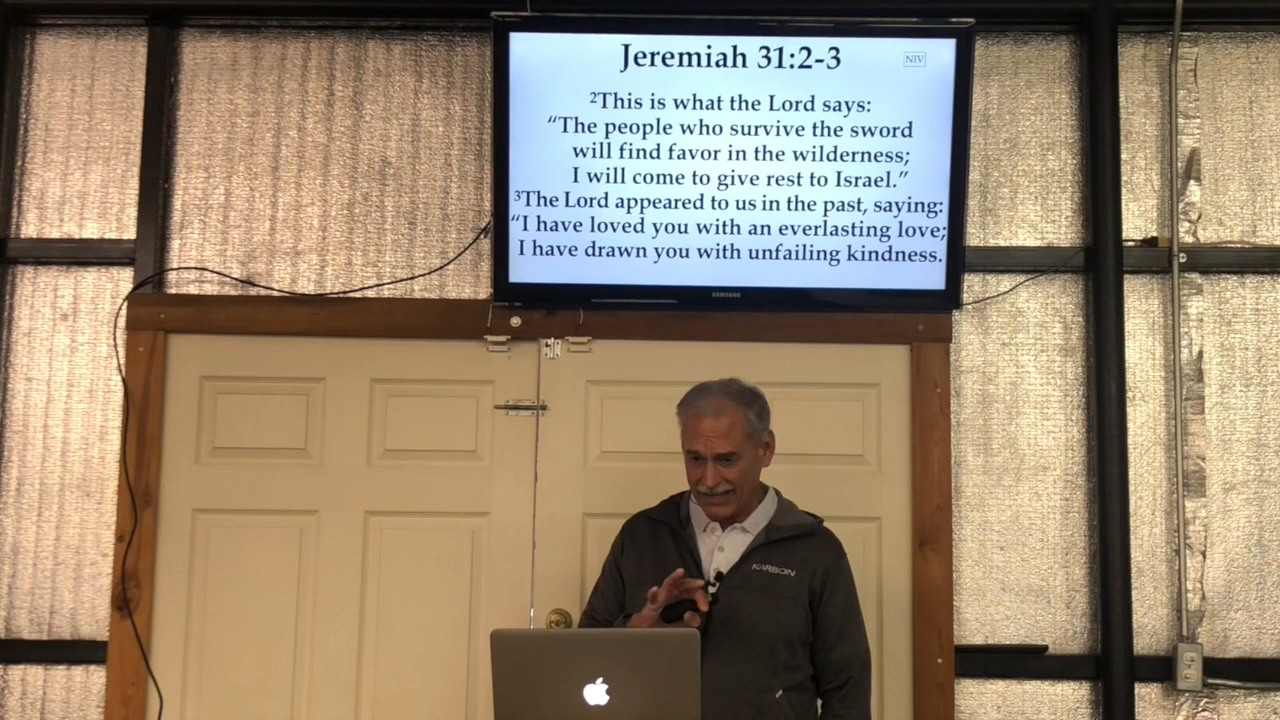 Jeremiah 31:2-3
NIV
²This is what the Lord says:
“The people who survive the sword
will find favor in the wilderness;
I will come to give rest to Israel.”
³The Lord appeared to us in the past, saying:
“I have loved you with an everlasting love;
I have drawn you with unfailing kindness.
SAMSUNG
KARSON